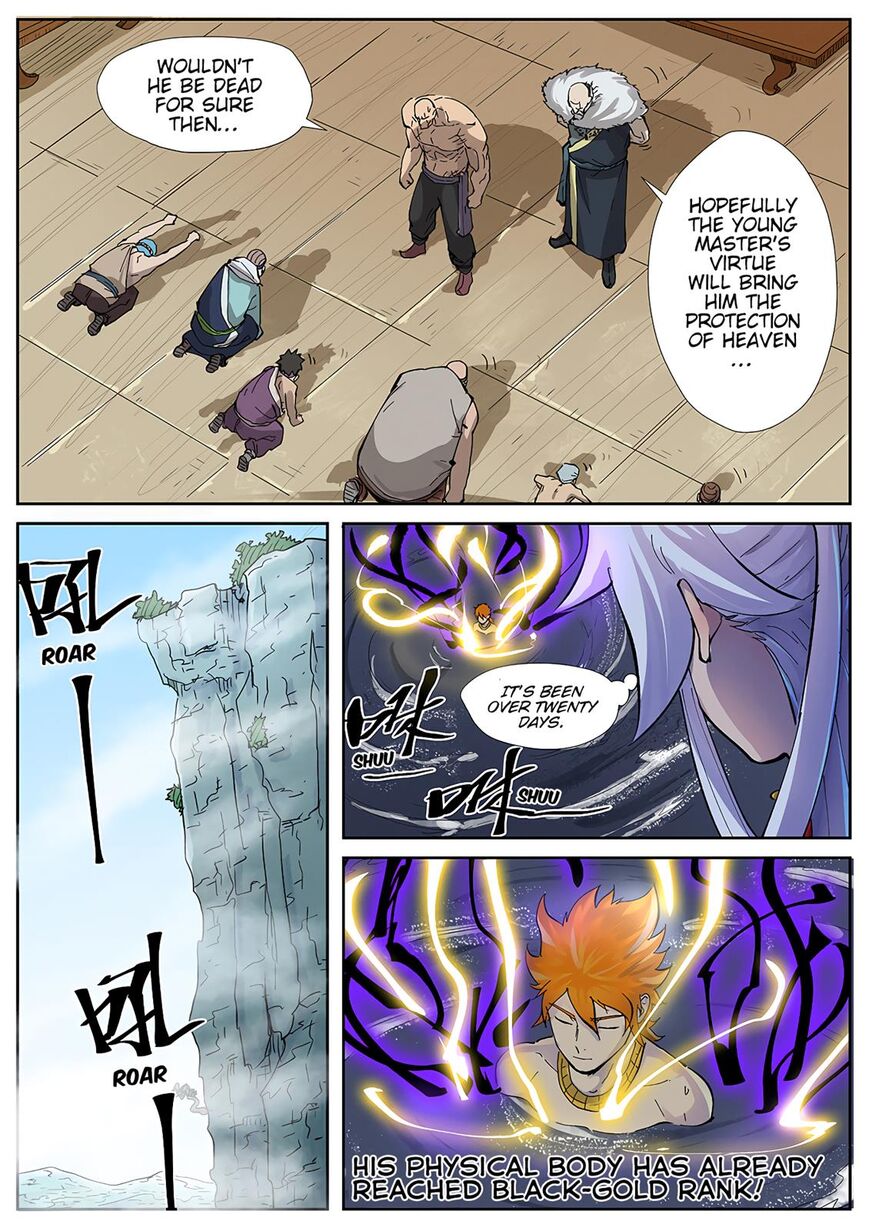 WOULDN'T
HE BE DEAD
FOR SURE
THEN...
HOPEFULLY
THE YOUNG
MASTER'S
VIRTUE
WILL BRING
HIM THE
PROTECTION
OF HEAVEN
...
吼
ROAR
吼
ROAR
IT'S BEEN
OVER TWENTY
DAYS.
SHUU
SHUU
HIS PHYSICAL BODY HAS ALREADY
REACHED BLACK-GOLD RANK!